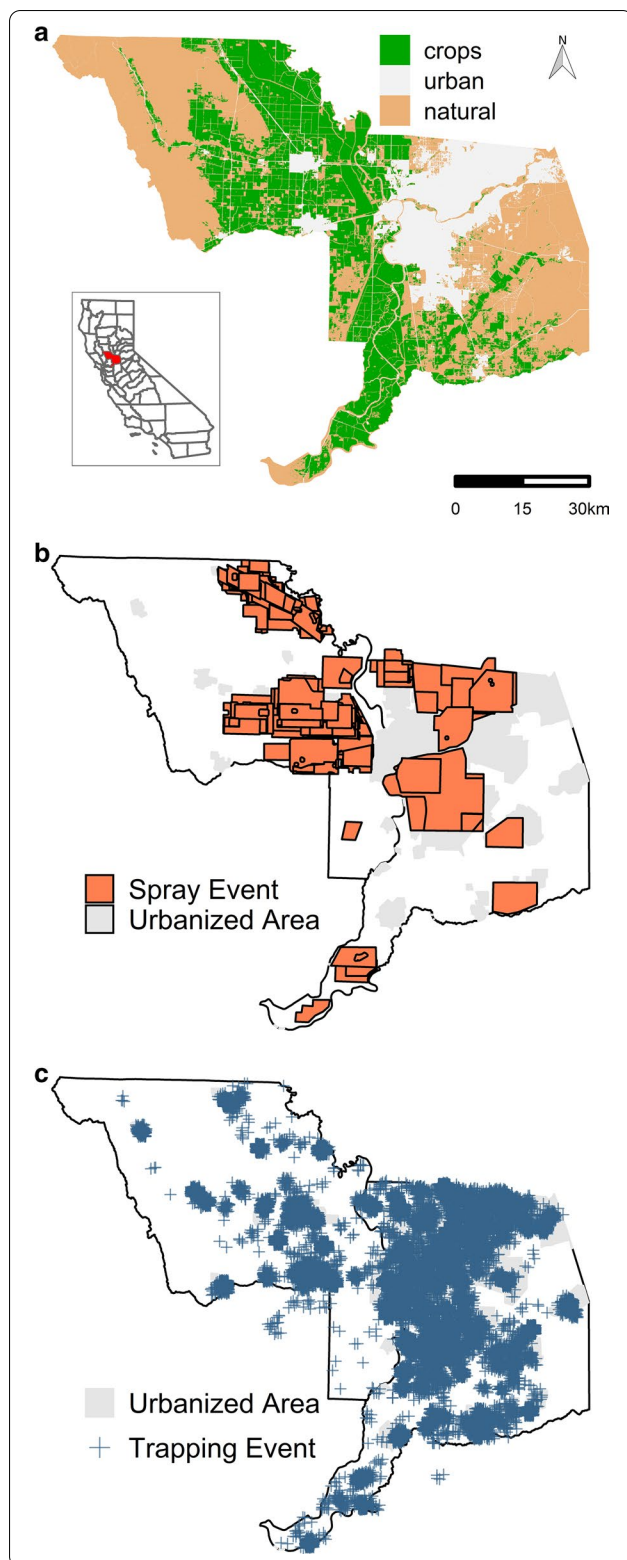 a
crops
urban
natural
N
0 15 30km
b
Spray Event
Urbanized Area
c
Urbanized Area
Trapping Event